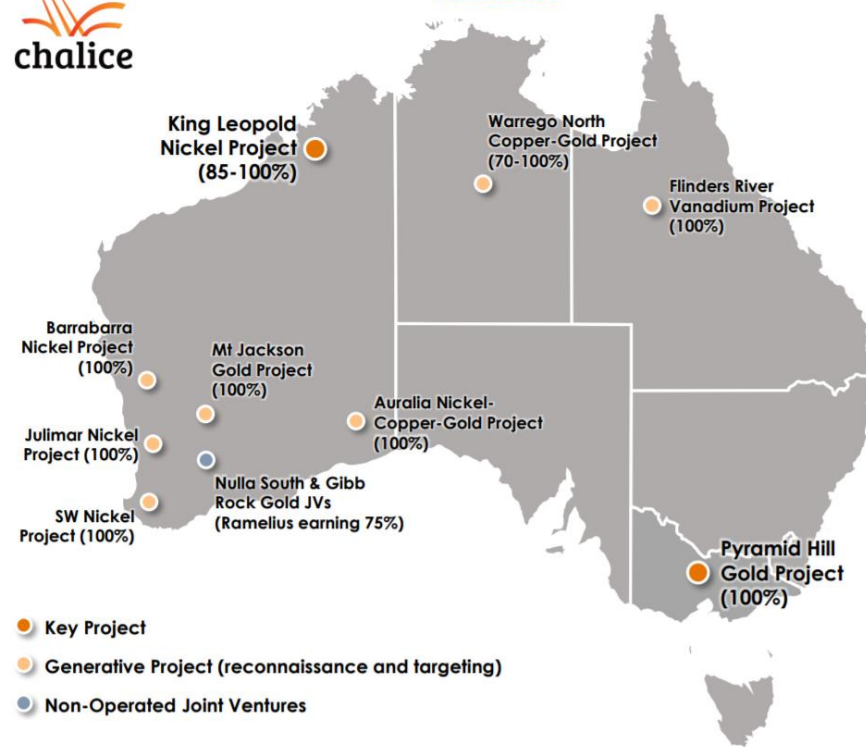 chalice
King Leopold
Nickel Project
(85-100%)
Warrego North
Copper-Gold Project
(70-100%)
Flinders River
Vanadium Project
(100%)
Barrabarra
Nickel Project
(100%)
Mt Jackson
Gold Project
(100%)
Auralia Nickel-
Copper-Gold Project
(100%)
Julimar Nickel
Project (100%)
Nulla South & Gibb
Rock Gold JVs
(Ramelius earning 75%)
SW Nickel
Project (100%)
Pyramid Hill
Gold Project
(100%)
Key Project
Generative Project (reconnaissance and targeting)
Non-Operated Joint Ventures